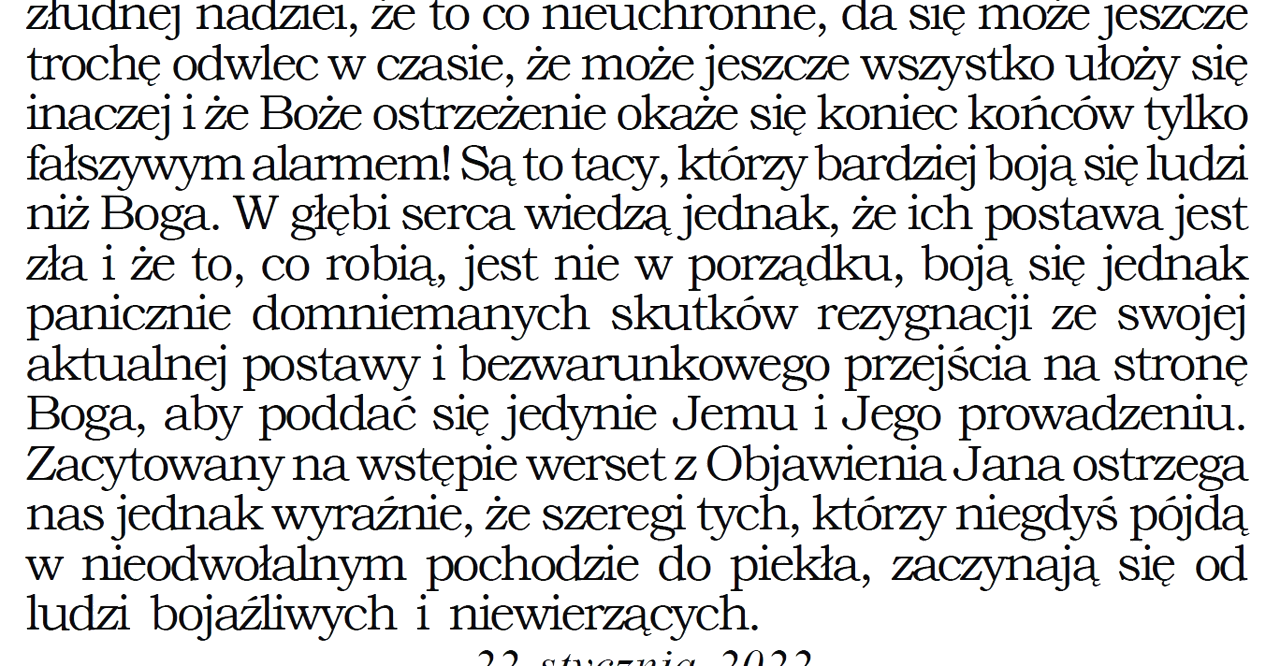 złudnej nadziei, że to co nieuchronne, da się może jeszcze
trochę odwlec w czasie, że może jeszcze wszystko ułoży się
inaczej i że Boże ostrzeżenie okaże się koniec końców tylko
fałszywym alarmem! Są to tacy, którzy bardziej boją się ludzi
niż Boga. W głębi serca wiedzą jednak, że ich postawa jest
zła i że to, co robią, jest nie w porządku, boją się jednak
panicznie domniemanych skutków rezygnacji ze swojej
aktualnej postawy i bezwarunkowego przejścia na stronę
Boga, aby poddać się jedynie Jemu i Jego prowadzeniu.
Zacytowany na wstępie werset z Objawienia Jana ostrzega
nas jednak wyraźnie, że szeregi tych, którzy niegdyś pójdą
w nieodwołalnym pochodzie do piekła, zaczynają się od
ludzi bojaźliwych i niewierzących.
22 stycznia 2022